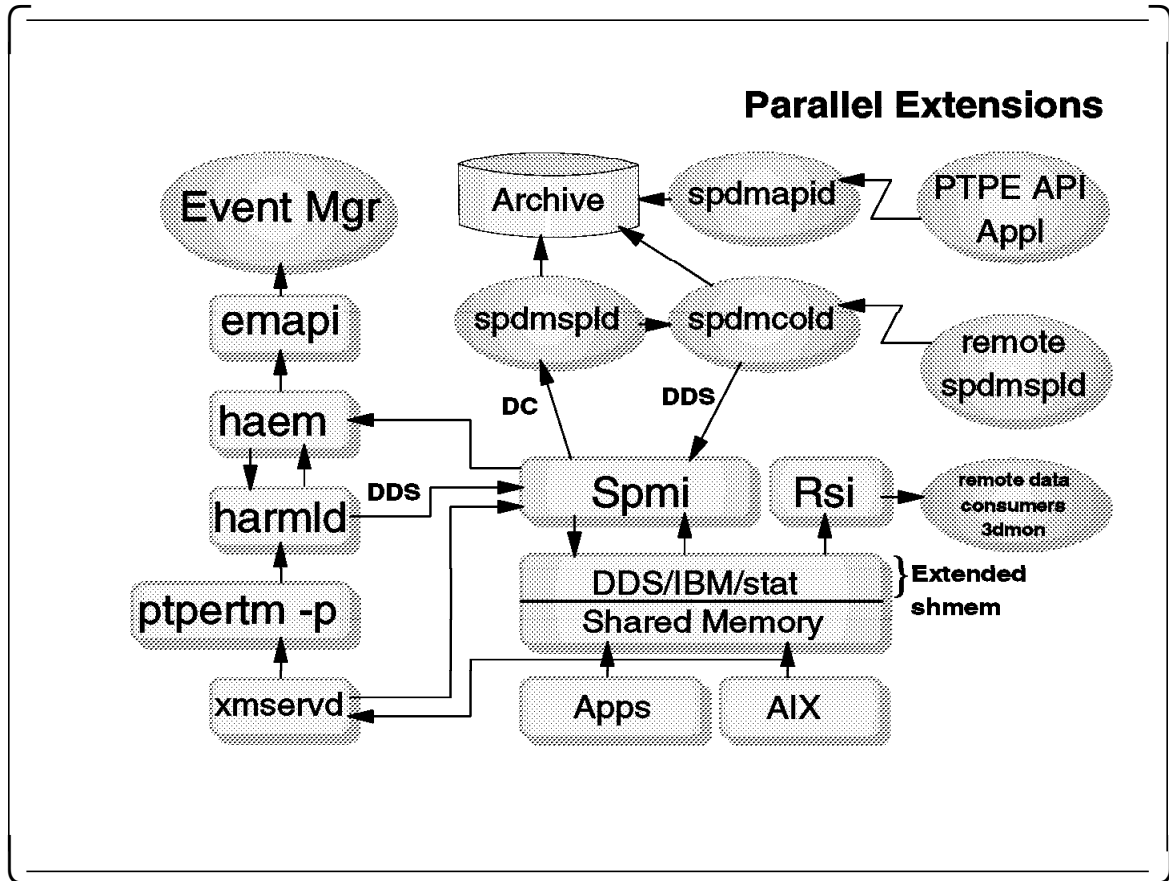 Parallel Extensions
Event Mgr
Archive
spdmapid
PTPE API
Appl
emapi
spdmspld
spdmcold
remote
spdmspld
haem
DC
DDS
harmld
DDS
Spmi
Rsi
remote data
consumers
3dmon
ptpertm -p
DDS/IBM/stat
Shared Memory
}Extended
shmem
xmservd
Apps
AIX